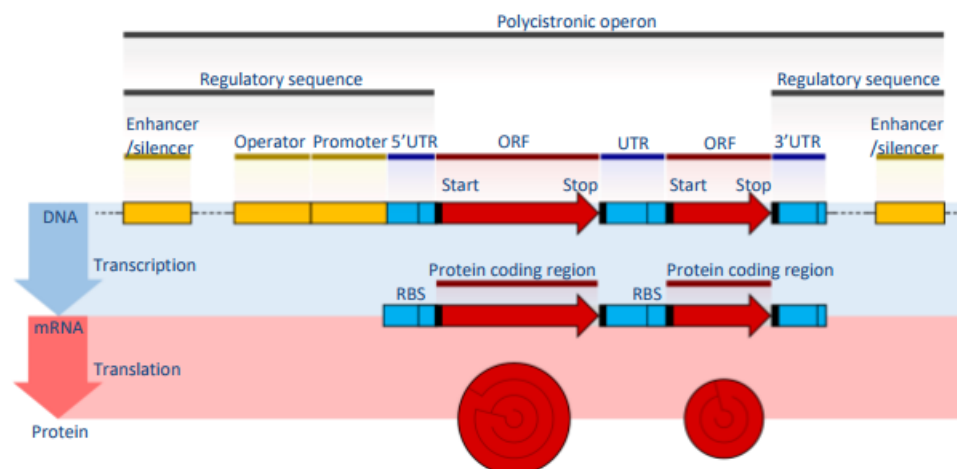 Polycistronic operon
Regulatory sequence
Regulatory sequence
Enhancer
/silencer
Operator
Promoter
5'UTR
ORF
UTR
ORF
3'UTR
Enhancer
/silencer
Start
Stop
Start
Stop
DNA
Transcription
Protein coding region
Protein coding region
RBS
RBS
mRNA
Translation
Protein